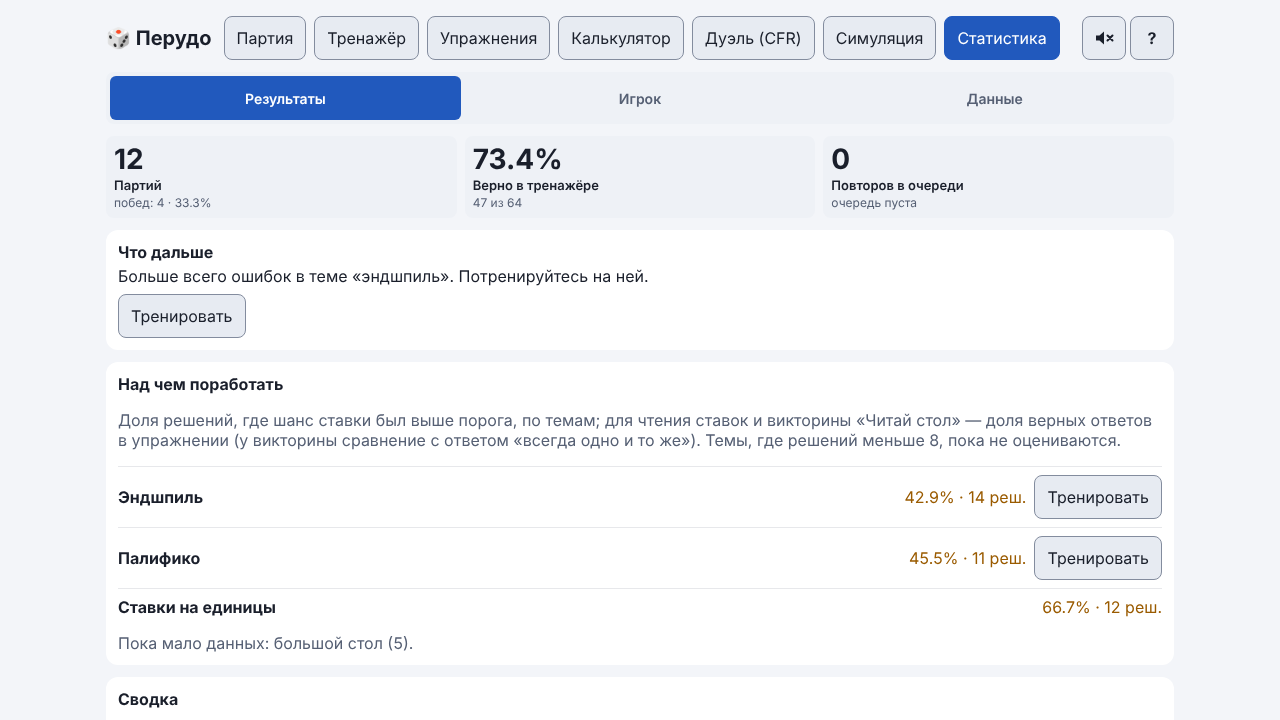 Перудо
Партия
Тренажёр
Упражнения
Калькулятор
Дуэль (CFR)
Симуляция
Статистика
?
Результаты
Игрок
Данные
12
Партий
побед: 4 · 33.3%
73.4%
Верно в тренажёре
47 из 64
0
Повторов в очереди
очередь пуста
Что дальше
Больше всего ошибок в теме «эндшпиль». Потренируйтесь на ней.
Тренировать
Над чем поработать
Доля решений, где шанс ставки был выше порога, по темам; для чтения ставок и викторины «Читай стол» — доля верных ответов
в упражнении (у викторины сравнение с ответом «всегда одно и то же»). Темы, где решений меньше 8, пока не оцениваются.
Эндшпиль
42.9% · 14 реш.
Тренировать
Палифико
45.5% · 11 реш.
Тренировать
Ставки на единицы
66.7% · 12 реш.
Пока мало данных: большой стол (5).
Сводка